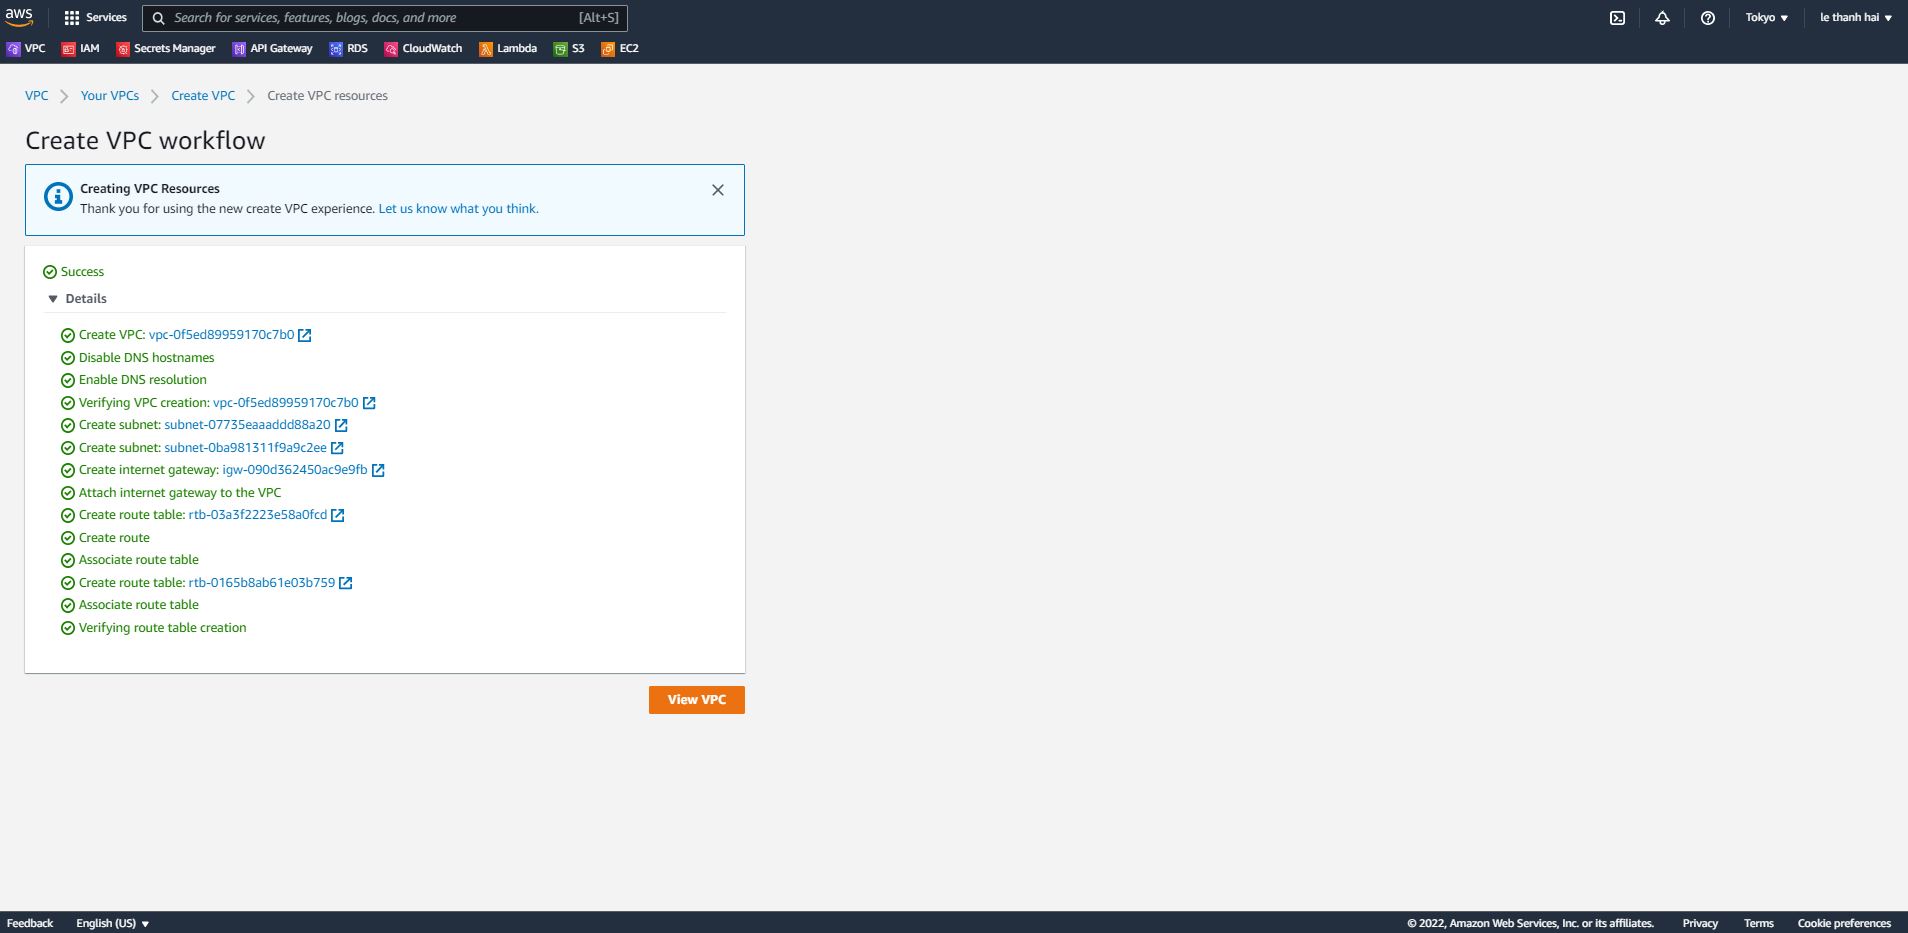 aws Services Search for services, features, blogs, docs, and more [Alt+S] Tokyo ▼ le thanh hai ▼
VPC IAM Secrets Manager API Gateway RDS CloudWatch Lambda S3 EC2
VPC > Your VPCs > Create VPC > Create VPC resources
Create VPC workflow
Creating VPC Resources
Thank you for using the new create VPC experience. Let us know what you think.
Success
▼ Details
Create VPC: vpc-0f5ed89959170c7b0
Disable DNS hostnames
Enable DNS resolution
Verifying VPC creation: vpc-0f5ed89959170c7b0
Create subnet: subnet-07735eaaaddd88a20
Create subnet: subnet-0ba981311f9a9c2ee
Create internet gateway: igw-090d362450ac9e9fb
Attach internet gateway to the VPC
Create route table: rtb-03a3f2223e58a0fcd
Create route
Associate route table
Create route table: rtb-0165b8ab61e03b759
Associate route table
Verifying route table creation
View VPC
Feedback English (US) ▼ © 2022, Amazon Web Services, Inc. or its affiliates. Privacy Terms Cookie preferences